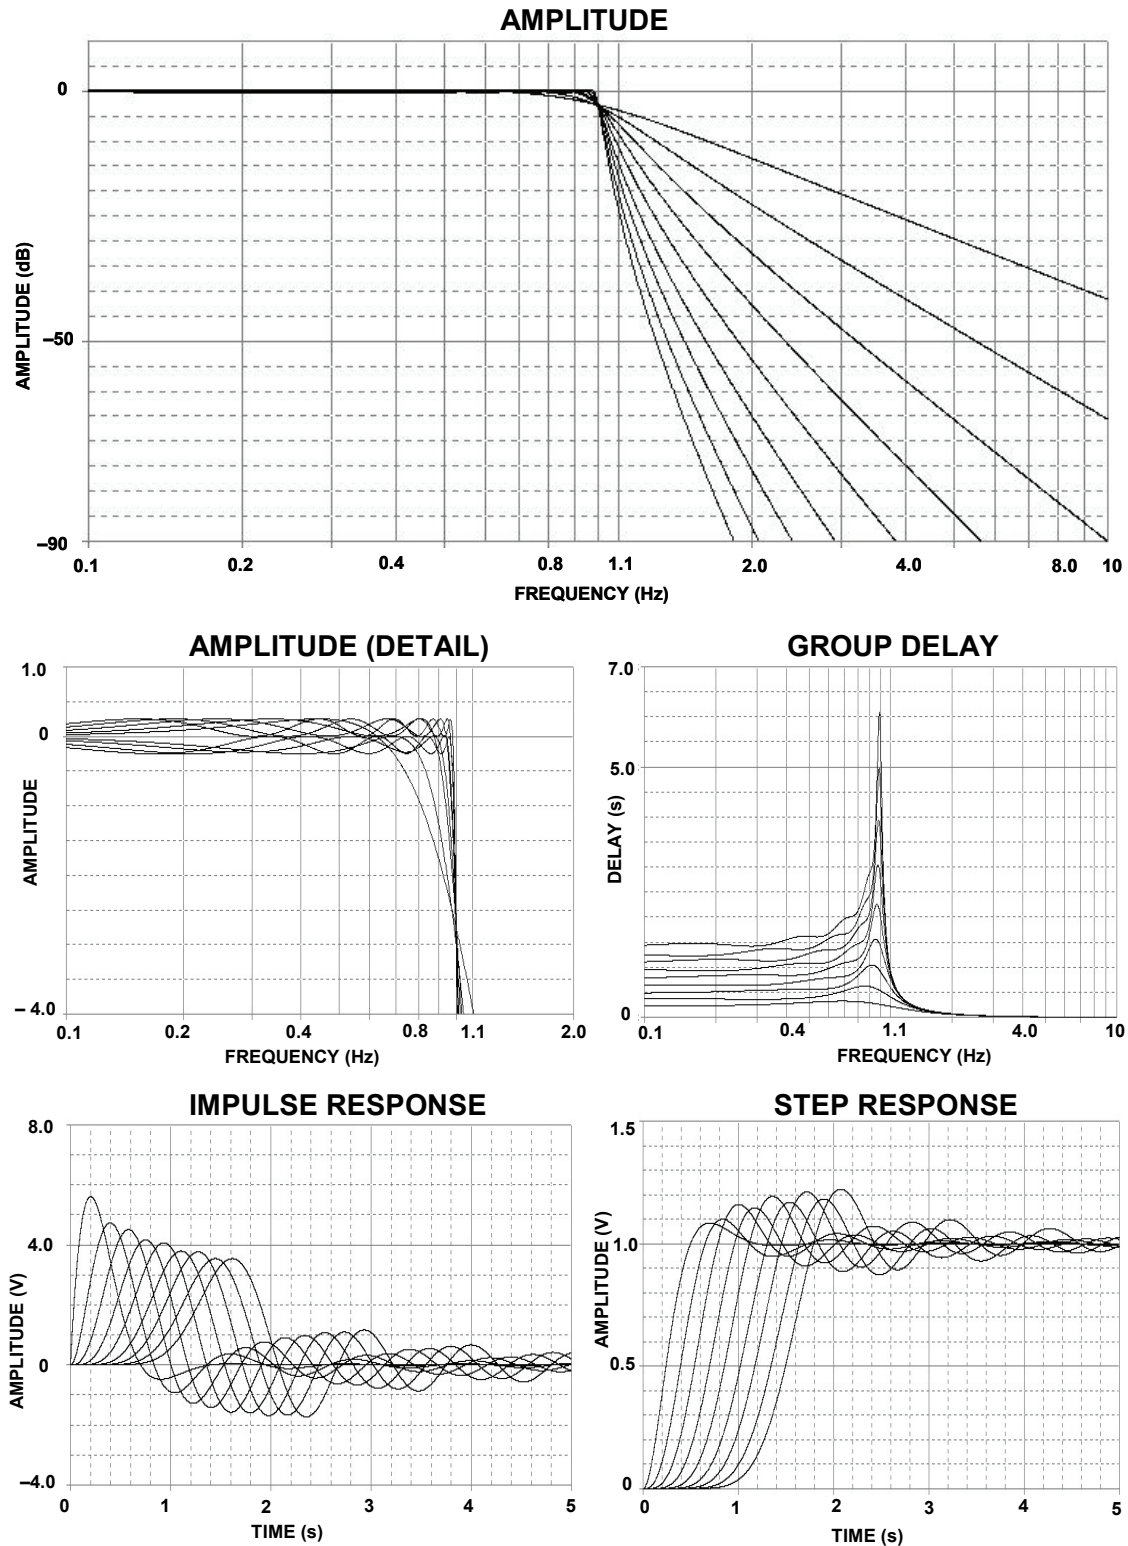 AMPLITUDE
AMPLITUDE (dB)
0
–50
–90
0.1 0.2 0.4 0.8 1.1 2.0 4.0 8.0 10
FREQUENCY (Hz)
AMPLITUDE (DETAIL)
AMPLITUDE
1.0
0
– 4.0
0.1 0.2 0.4 0.8 1.1 2.0
FREQUENCY (Hz)
GROUP DELAY
DELAY (s)
7.0
5.0
0
0.1 0.4 1.1 4.0 10
FREQUENCY (Hz)
IMPULSE RESPONSE
AMPLITUDE (V)
8.0
4.0
0
–4.0
0 1 2 3 4 5
TIME (s)
STEP RESPONSE
AMPLITUDE (V)
1.5
1.0
0.5
0
0 1 2 3 4 5
TIME (s)